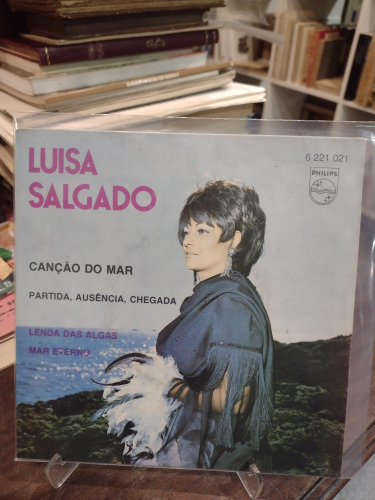 LUISA
SALGADO
6 221 021
PHILIPS
CANÇÃO DO MAR
PARTIDA, AUSÊNCIA, CHEGADA
LENDA DAS ALGAS
MAR ETERNO